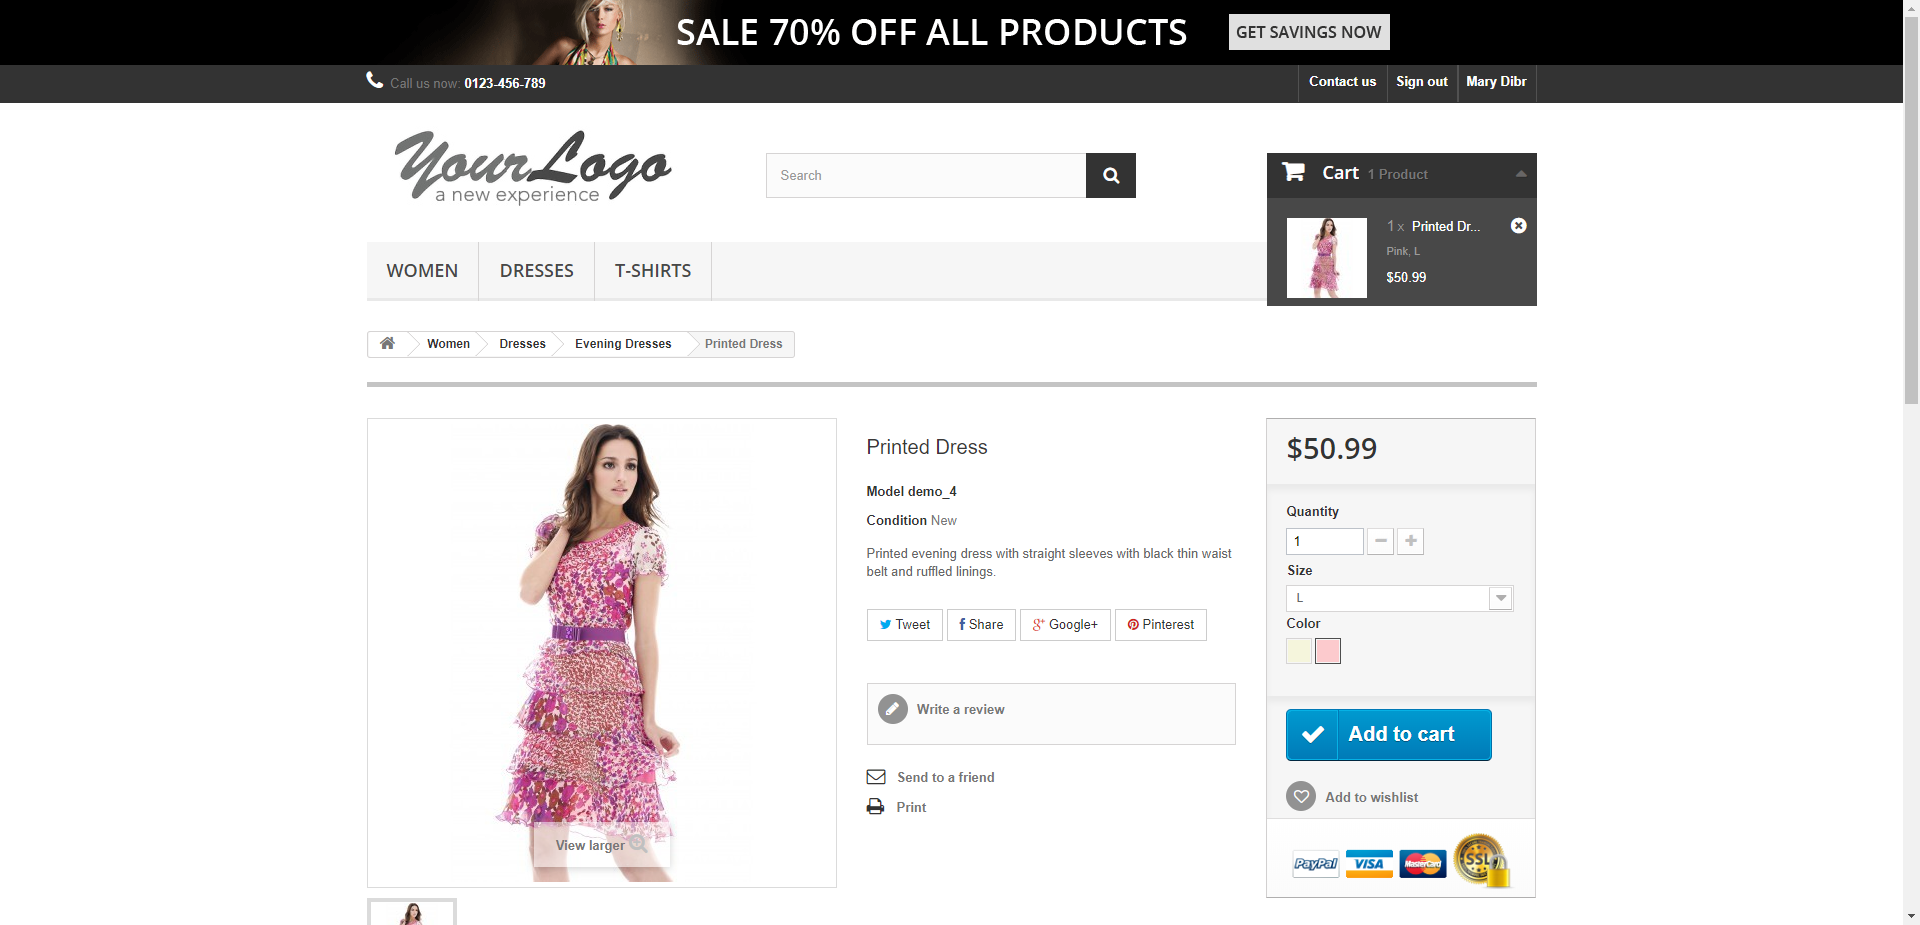 SALE 70% OFF ALL PRODUCTS
GET SAVINGS NOW
Call us now: 0123-456-789
Contact us
Sign out
Mary Dibr
YourLogo
a new experience
Search
Cart 1 Product
1 x Printed Dr...
Pink, L
$50.99
WOMEN
DRESSES
T-SHIRTS
Women
Dresses
Evening Dresses
Printed Dress
View larger
Printed Dress
Model demo_4
Condition New
Printed evening dress with straight sleeves with black thin waist
belt and ruffled linings.
Tweet
Share
Google+
Pinterest
Write a review
Send to a friend
Print
$50.99
Quantity
1
Size
L
Color
Add to cart
Add to wishlist
PayPal
VISA
MasterCard
SSL